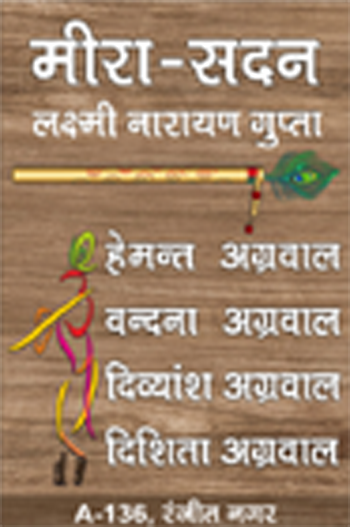 मीरा-सदन
लक्ष्मी नारायण गुप्ता
हेमन्त अग्रवाल
वन्दना अग्रवाल
दिव्यांश अग्रवाल
दिशिता अग्रवाल
A-136, रंजीत नगर